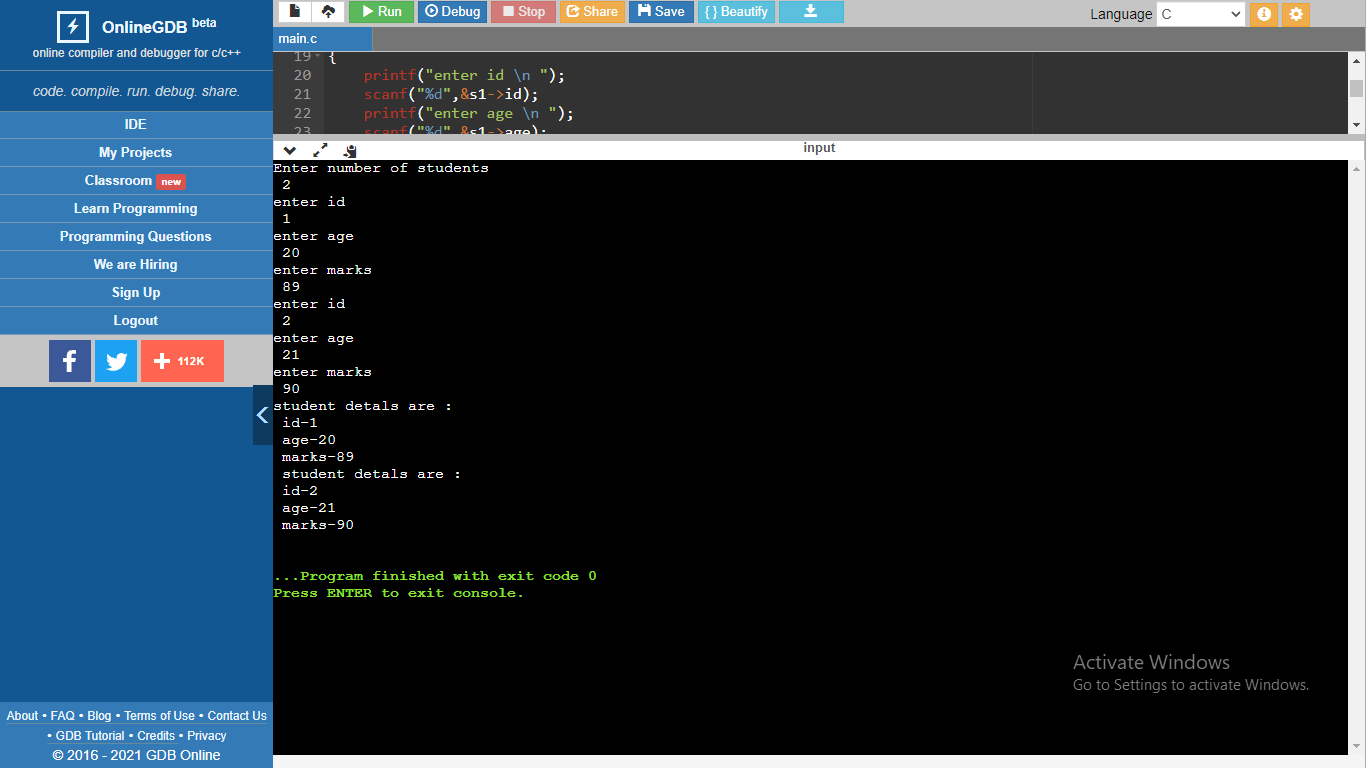 OnlineGDB beta
online compiler and debugger for c/c++
code. compile. run. debug. share.
IDE
My Projects
Classroom new
Learn Programming
Programming Questions
We are Hiring
Sign Up
Logout
112K
About • FAQ • Blog • Terms of Use • Contact Us
• GDB Tutorial • Credits • Privacy
© 2016 - 2021 GDB Online
Run Debug Stop Share Save { } Beautify Language C
main.c
19 {
20 printf("enter id \n ");
21 scanf("%d",&s1->id);
22 printf("enter age \n ");
23 scanf("%d",&s1->age);
input
Enter number of students
2
enter id
1
enter age
20
enter marks
89
enter id
2
enter age
21
enter marks
90
student detals are :
id-1
age-20
marks-89
student detals are :
id-2
age-21
marks-90
...Program finished with exit code 0
Press ENTER to exit console.
Activate Windows
Go to Settings to activate Windows.